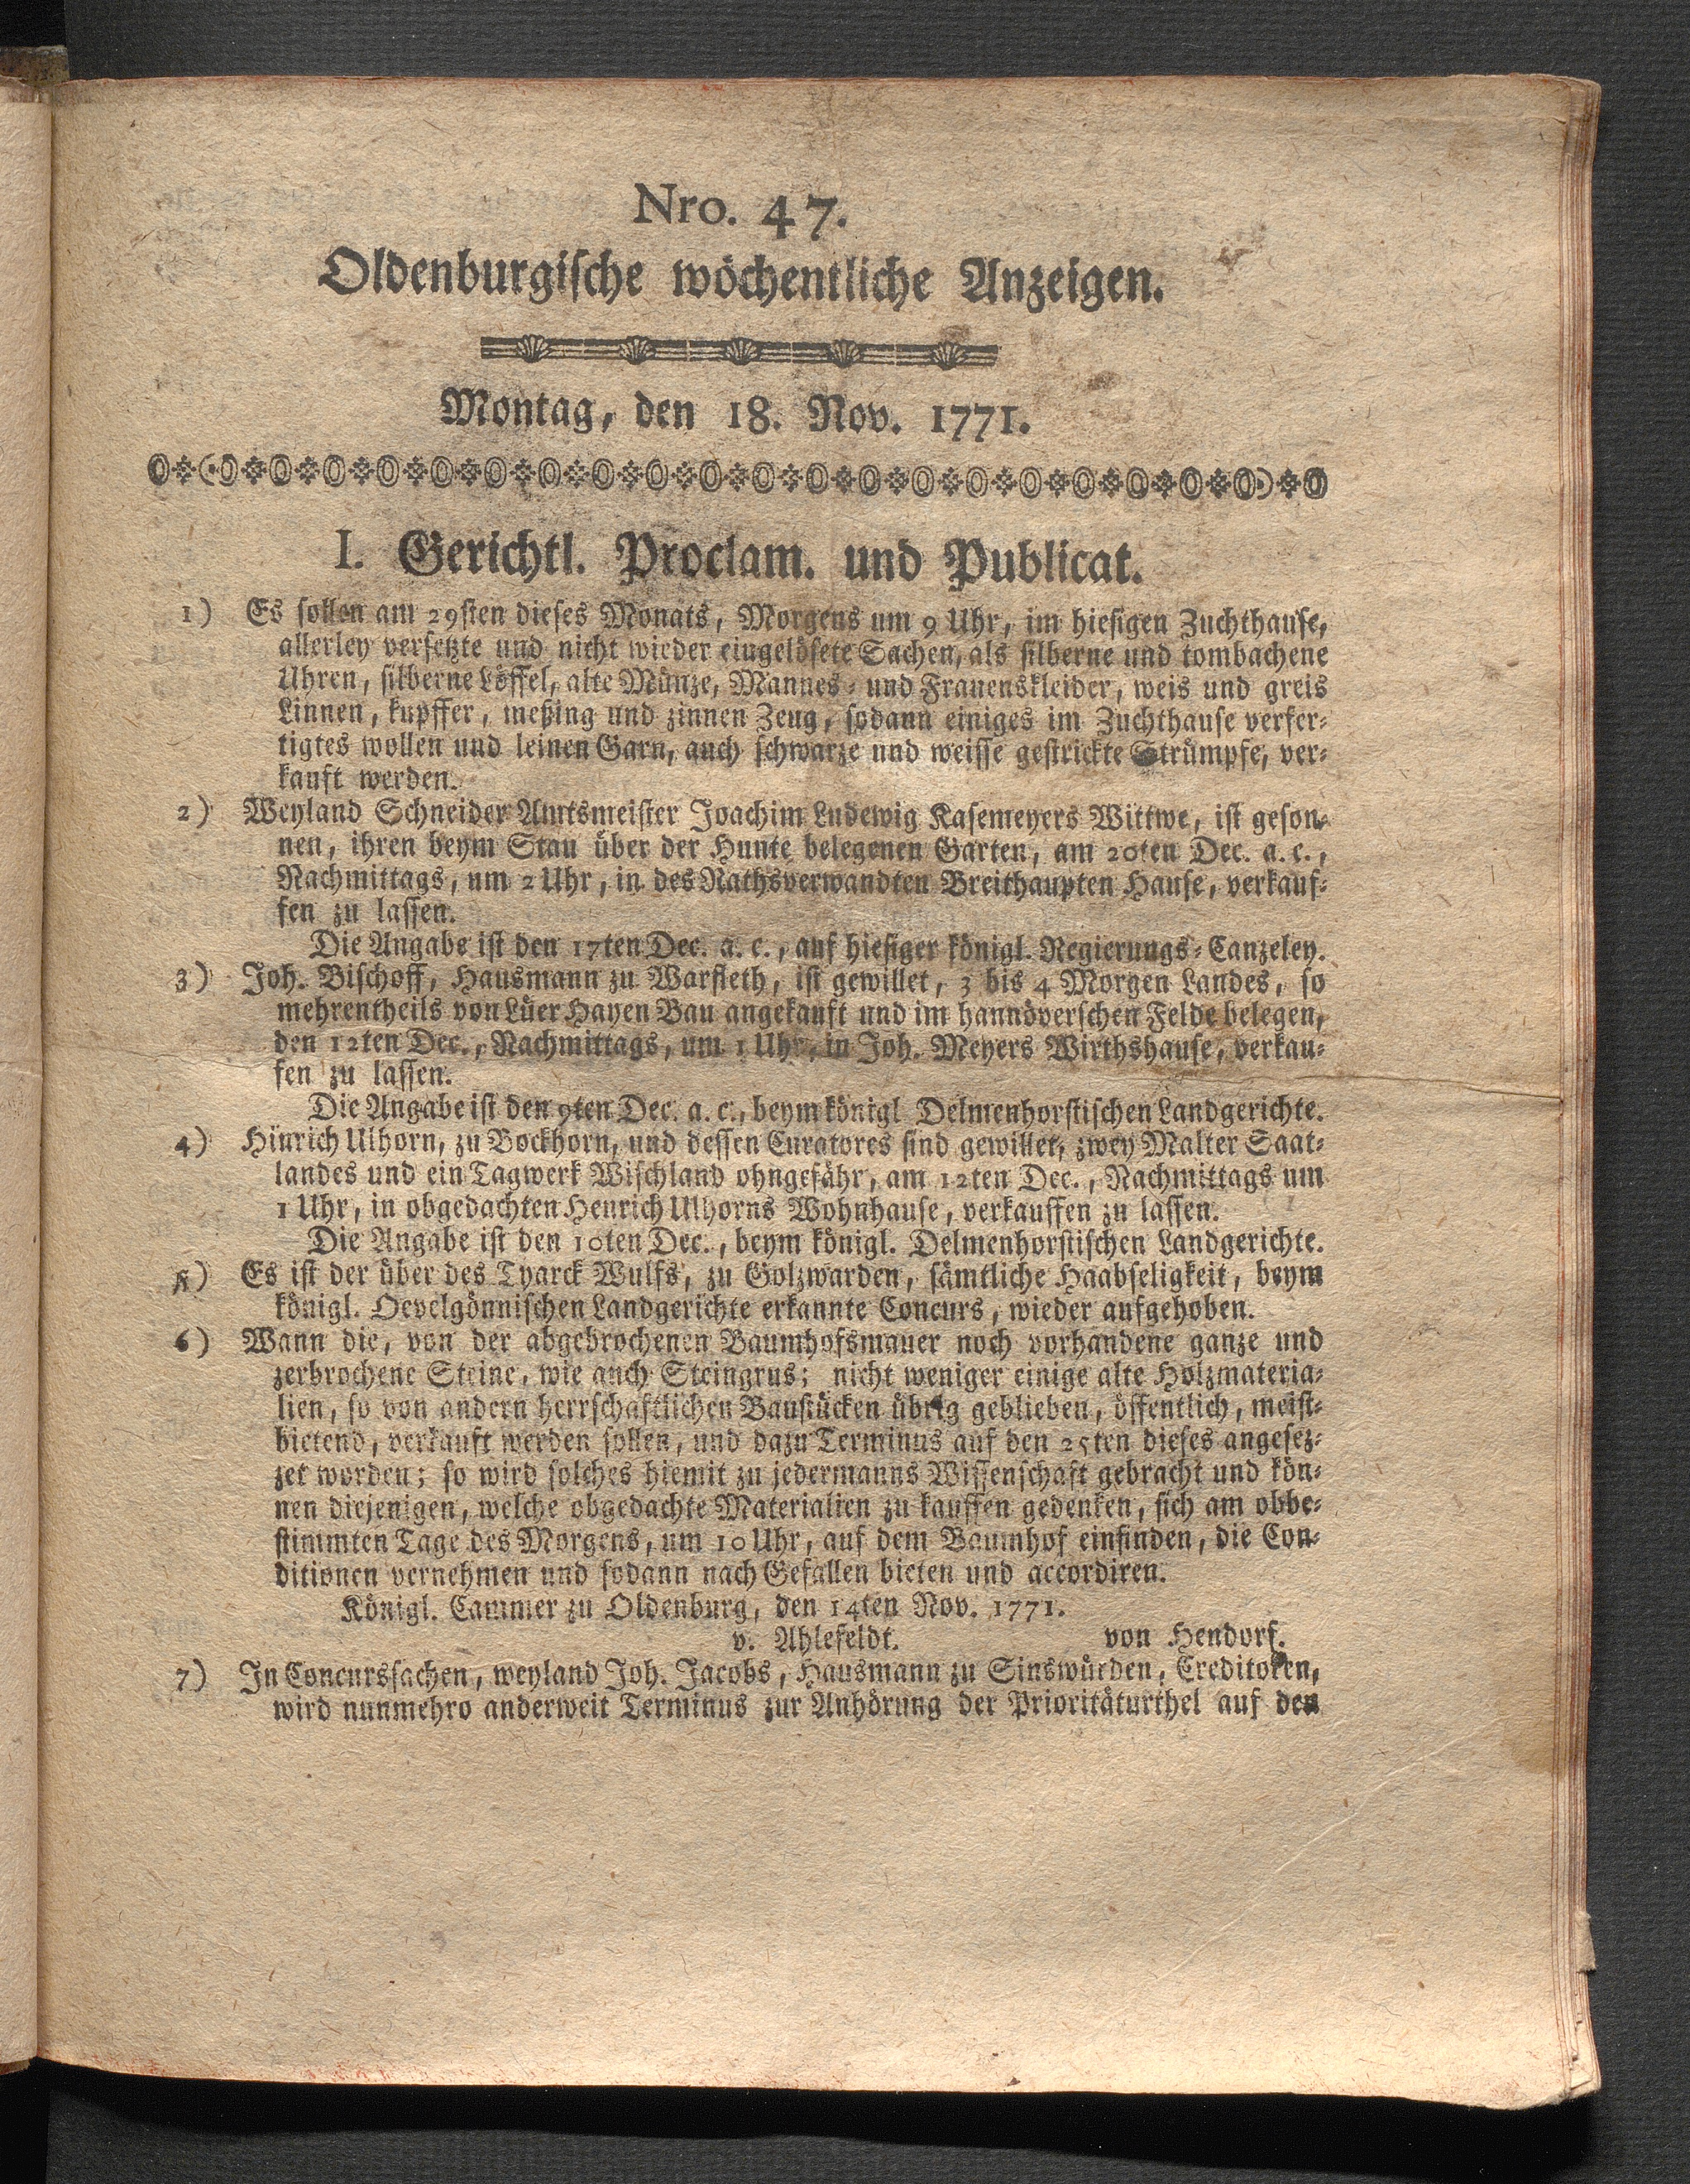 Nro. 47.
Oldenburgische wöchentliche Anzeigen.
Montag, den 18. Nov. 1771.
I. Gerichtl. Proclam. und Publicat.
1) Es sollen am 29sten dieses Monats, Morgens um 9 Uhr, im hiesigen Zuchthause,
allerley versetzte und nicht wieder eingelösete Sachen, als silberne und tombachene
Uhren, silberne Löffel, alte Münze, Mannes- und Frauenskleider, weis und greis
Linnen, kupffer, meßing und zinnen Zeug, sodann einiges im Zuchthause verfer-
tigtes wollen und leinen Garn, auch schwarze und weisse gestrickte Strümpfe, ver-
kauft werden.
2) Weyland Schneider Amtsmeister Joachim Ludewig Kasemeyers Wittwe, ist geson-
nen, ihren beym Stau über der Hunte belegenen Garten, am 20ten Dec. a. c.,
Nachmittags, um 2 Uhr, in des Rathsverwandten Breithaupten Hause, verkauf-
fen zu lassen.
Die Angabe ist den 17ten Dec. a. c., auf hiesiger königl. Regierungs-Canzeley.
3) Joh. Bischoff, Hausmann zu Warfleth, ist gewillet, 3 bis 4 Morgen Landes, so
mehrentheils von Lüer Hayen Bau angekauft und im hannöverschen Felde belegen,
den 12ten Dec., Nachmittags, um 1 Uhr, in Joh. Meyers Wirthshause, verkau-
fen zu lassen.
Die Angabe ist den 9ten Dec. a. c., beym königl Delmenhorstischen Landgerichte.
4) Hinrich Ulhorn, zu Bockhorn, und dessen Curatores sind gewillet, zwey Malter Saat-
landes und ein Tagwerk Wischland ohngefähr, am 12ten Dec., Nachmittags um
1 Uhr, in obgedachten Henrich Ulhorns Wohnhause, verkauffen zu lassen.
Die Angabe ist den 10ten Dec., beym königl. Delmenhorstischen Landgerichte.
5) Es ist der über des Tyarck Wulfs, zu Golzwarden, sämtliche Haabseligkeit, beym
königl. Oevelgönnischen Landgerichte erkannte Concurs, wieder aufgehoben.
6) Wann die, von der abgebrochenen Baumhofsmauer noch vorhandene ganze und
zerbrochene Steine, wie auch Steingrus; nicht weniger einige alte Holzmateria-
lien, so von andern herrschaftlichen Baustücken übrig geblieben, öffentlich, meist-
bietend, verkauft werden sollen, und dazu Terminus auf den 25ten dieses angesez-
zet worden; so wird solches hiemit zu jedermanns Wissenschaft gebracht und kön-
nen diejenigen, welche obgedachte Materialien zu kauffen gedenken, sich am obbe-
stimmten Tage des Morgens, um 10 Uhr, auf dem Baumhof einfinden, die Con-
ditionen vernehmen und sodann nach Gefallen bieten und accordiren.
Königl. Cammer zu Oldenburg, den 14ten Nov. 1771.
v. Ahlefeldt. von Hendorf.
7) In Concurssachen, weyland Joh. Jacobs, Hausmann zu Sinswürden, Creditoren,
wird nunmehro anderweit Terminus zur Anhörung der Prioritäturthel auf den